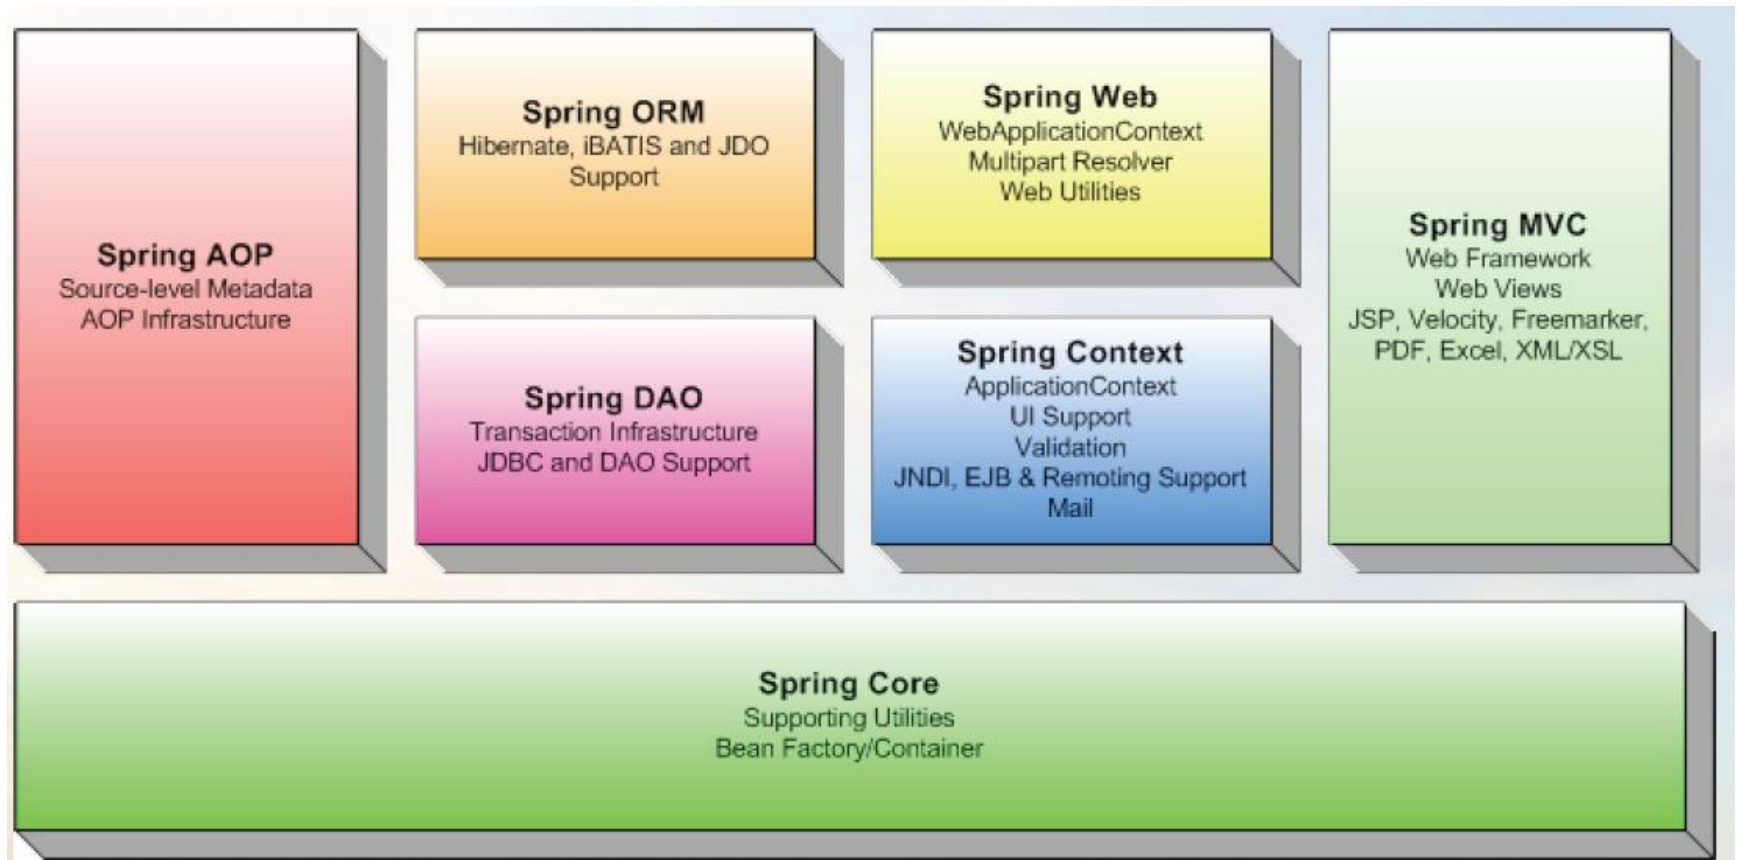 Spring AOP
Source-level Metadata
AOP Infrastructure
Spring ORM
Hibernate, iBATIS and JDO
Support
Spring DAO
Transaction Infrastructure
JDBC and DAO Support
Spring Web
WebApplicationContext
Multipart Resolver
Web Utilities
Spring Context
ApplicationContext
UI Support
Validation
JNDI, EJB & Remoting Support
Mail
Spring MVC
Web Framework
Web Views
JSP, Velocity, Freemarker,
PDF, Excel, XML/XSL
Spring Core
Supporting Utilities
Bean Factory/Container